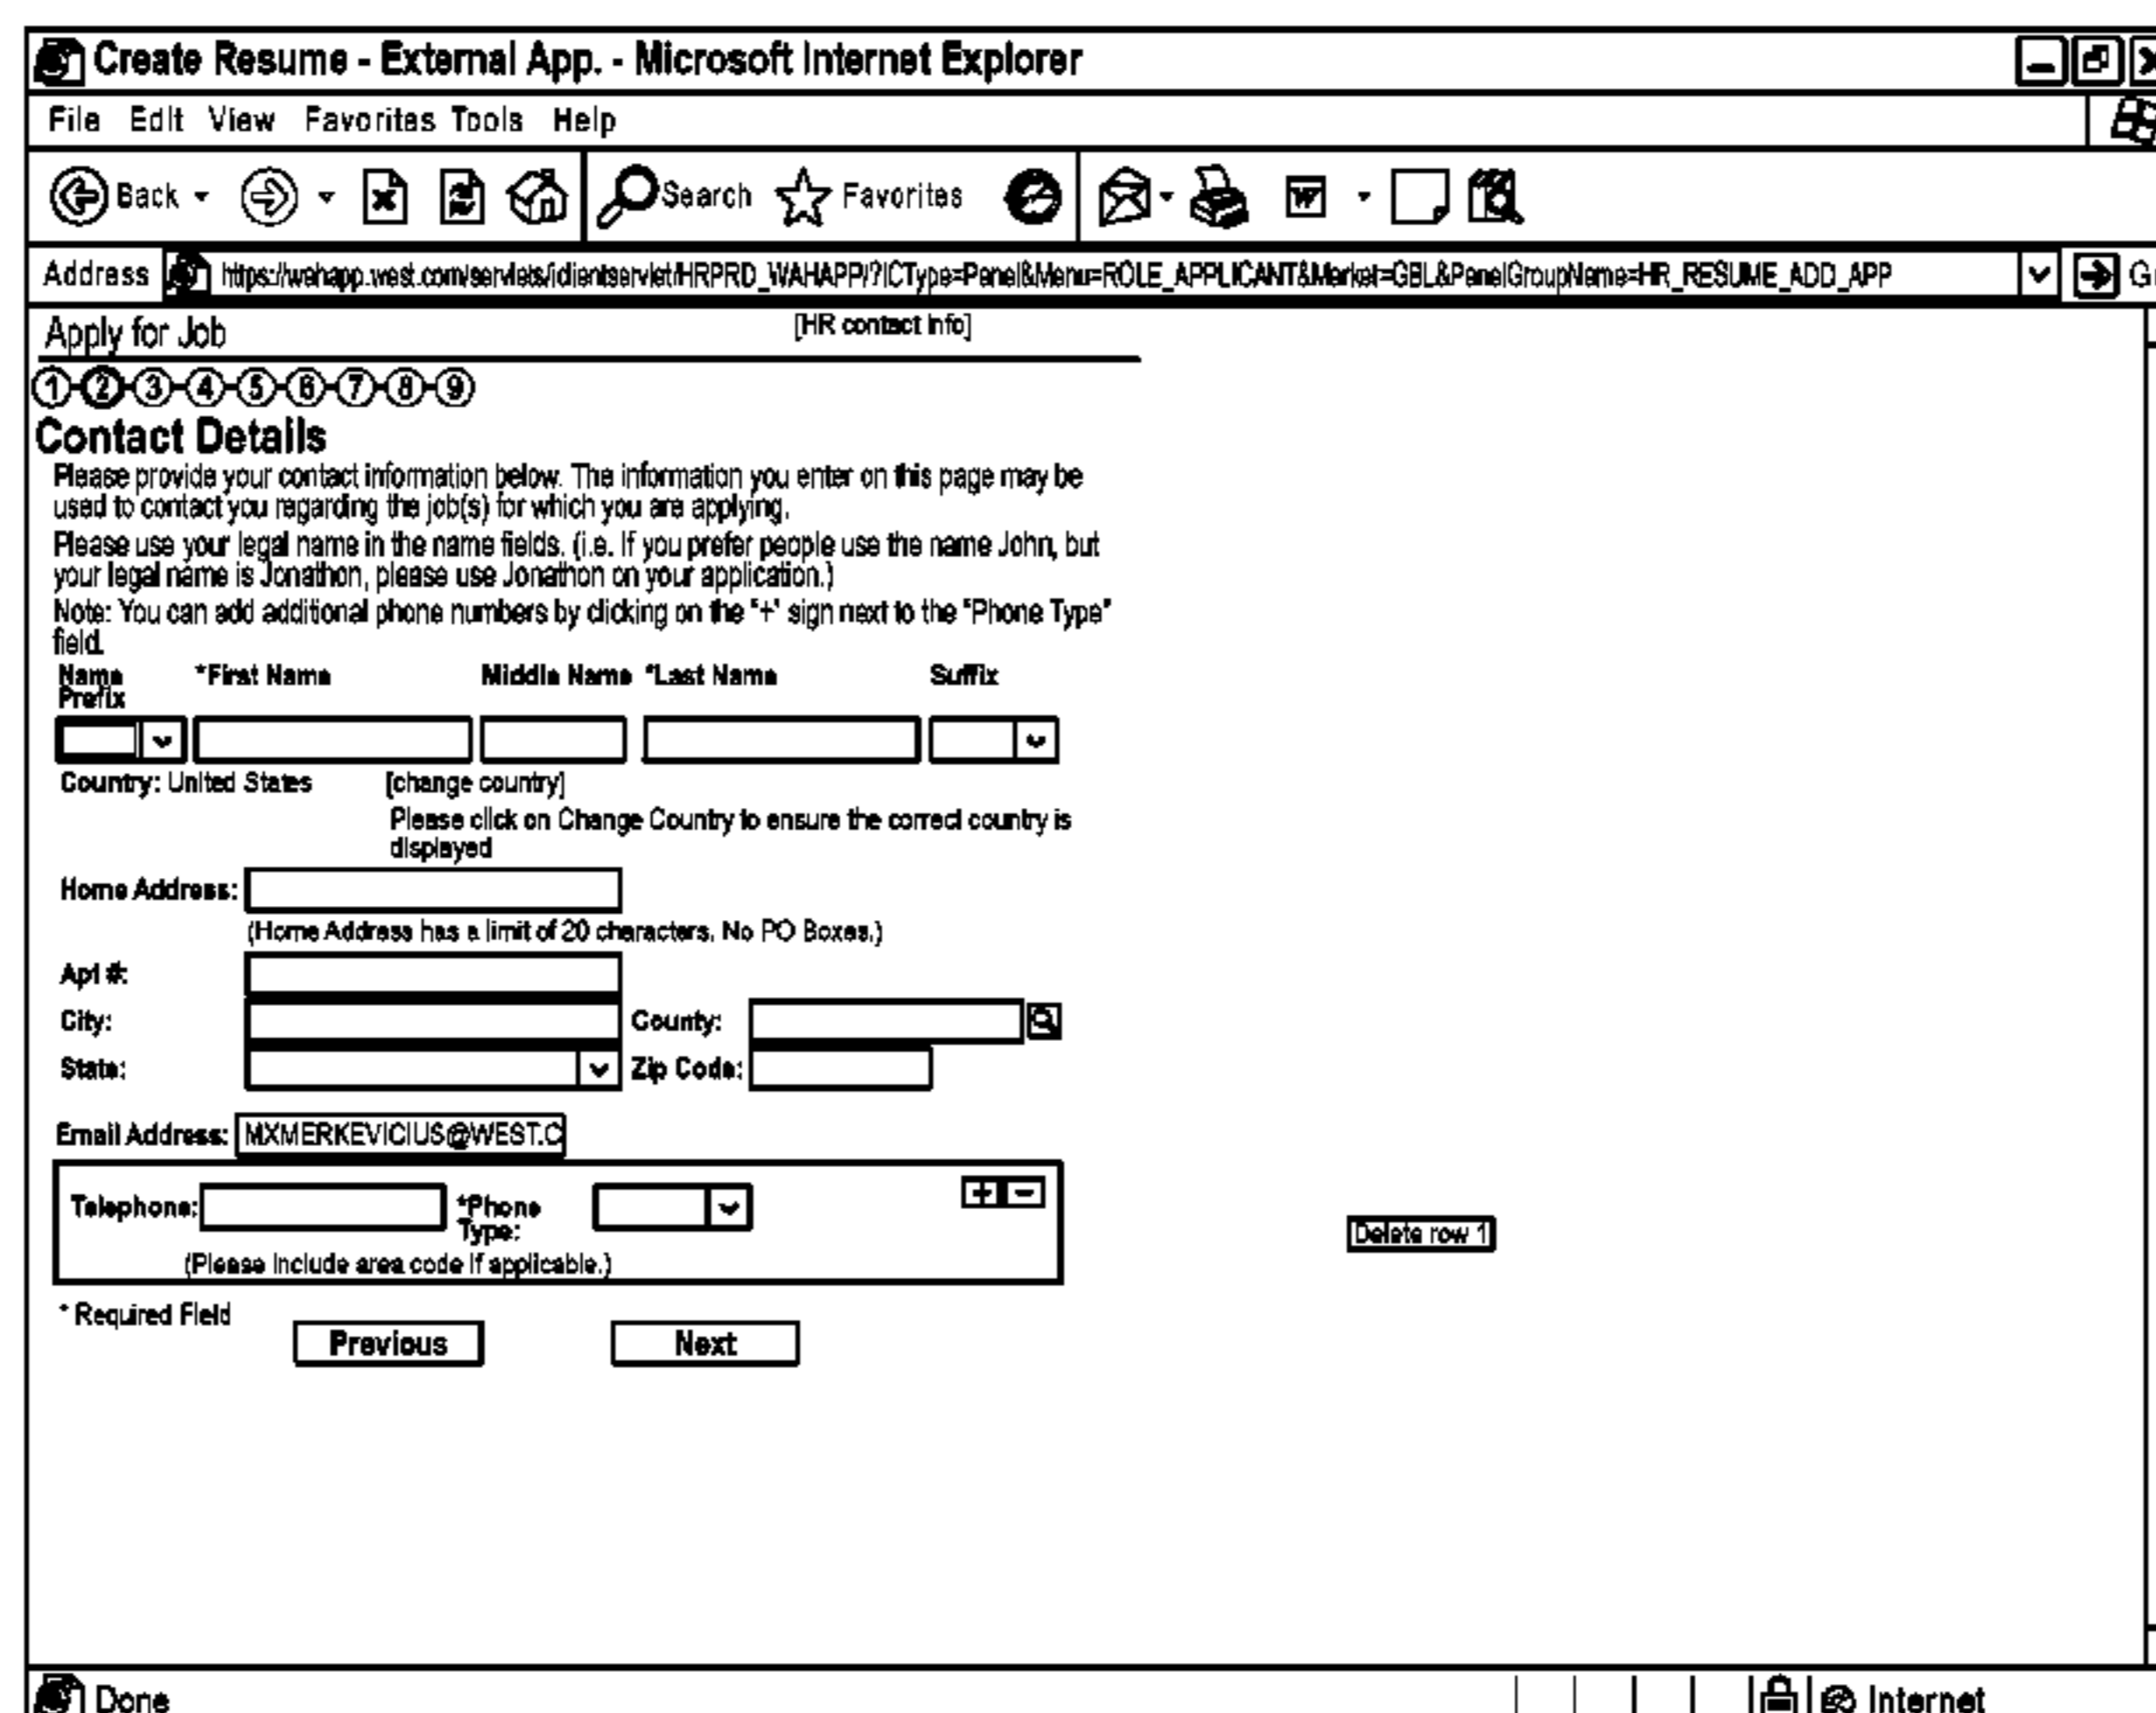 Create Resume - External App. - Microsoft Internet Explorer
File Edit View Favorites Tools Help
Back Search Favorites
Address https://wahapp.west.com/servlets/iclientservlet/HRPRD_WAHAPP/?ICType=Panel&Menu=ROLE_APPLICANT&Market=GBL&PanelGroupName=HR_RESUME_ADD_APP
Apply for Job [HR contact info]
1 2 3 4 5 6 7 8 9
Contact Details
Please provide your contact information below. The information you enter on this page may be
used to contact you regarding the job(s) for which you are applying.
Please use your legal name in the name fields. (i.e. If you prefer people use the name John, but
your legal name is Jonathon, please use Jonathon on your application.)
Note: You can add additional phone numbers by clicking on the "+" sign next to the "Phone Type"
field.
Name Prefix *First Name Middle Name *Last Name Suffix
Country: United States [change country]
Please click on Change Country to ensure the correct country is
displayed
Home Address:
(Home Address has a limit of 20 characters. No PO Boxes.)
Apt #:
City: County:
State: Zip Code:
Email Address: MXMERKEVICIUS@WEST.C
Telephone: *Phone Type: + -
Delete row 1
(Please include area code if applicable.)
* Required Field
Previous Next
Done Internet